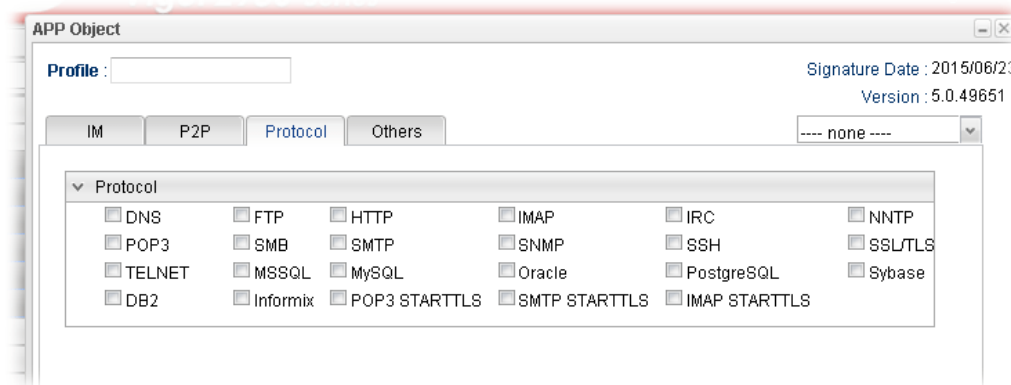 APP Object
Profile :
Signature Date : 2015/06/23
Version : 5.0.49651
IM P2P Protocol Others ---- none ----
Protocol
DNS FTP HTTP IMAP IRC NNTP
POP3 SMB SMTP SNMP SSH SSL/TLS
TELNET MSSQL MySQL Oracle PostgreSQL Sybase
DB2 Informix POP3 STARTTLS SMTP STARTTLS IMAP STARTTLS